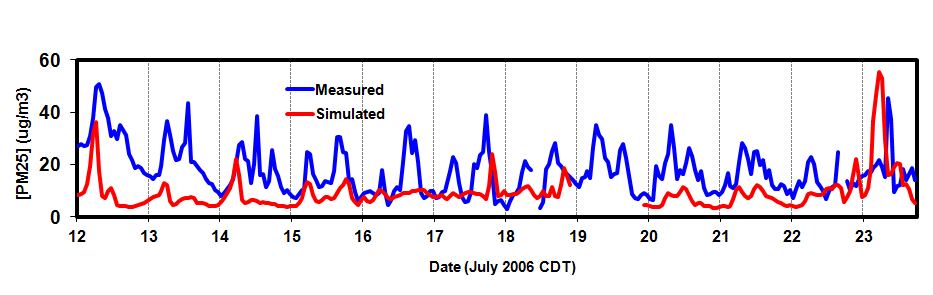 [PM25] (ug/m3)
60
40
20
0
Measured
Simulated
12 13 14 15 16 17 18 19 20 21 22 23
Date (July 2006 CDT)